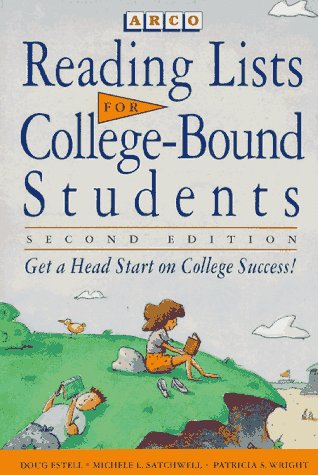 ARCO
Reading Lists
FOR
College-Bound
Students
SECOND EDITION
Get a Head Start on College Success!
DOUG ESTELL • MICHELE L. SATCHWELL • PATRICIA S. WRIGHT